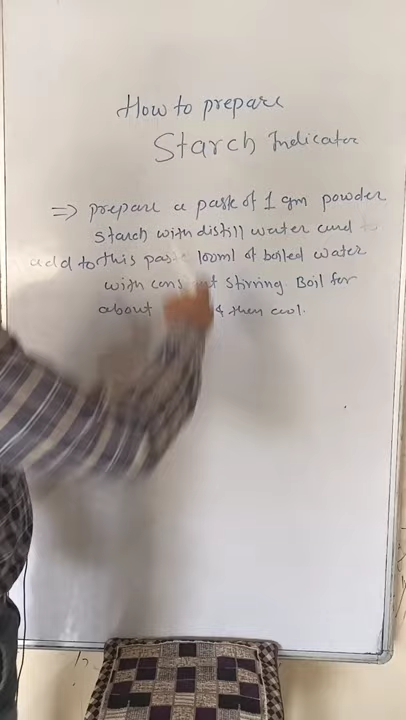 How to prepare
Starch Indicator
⇒ prepare a paste of 1 gm powder
starch with distill water and to
add to this paste 100ml of boiled water
with stirring. Boil for
about & then cool.